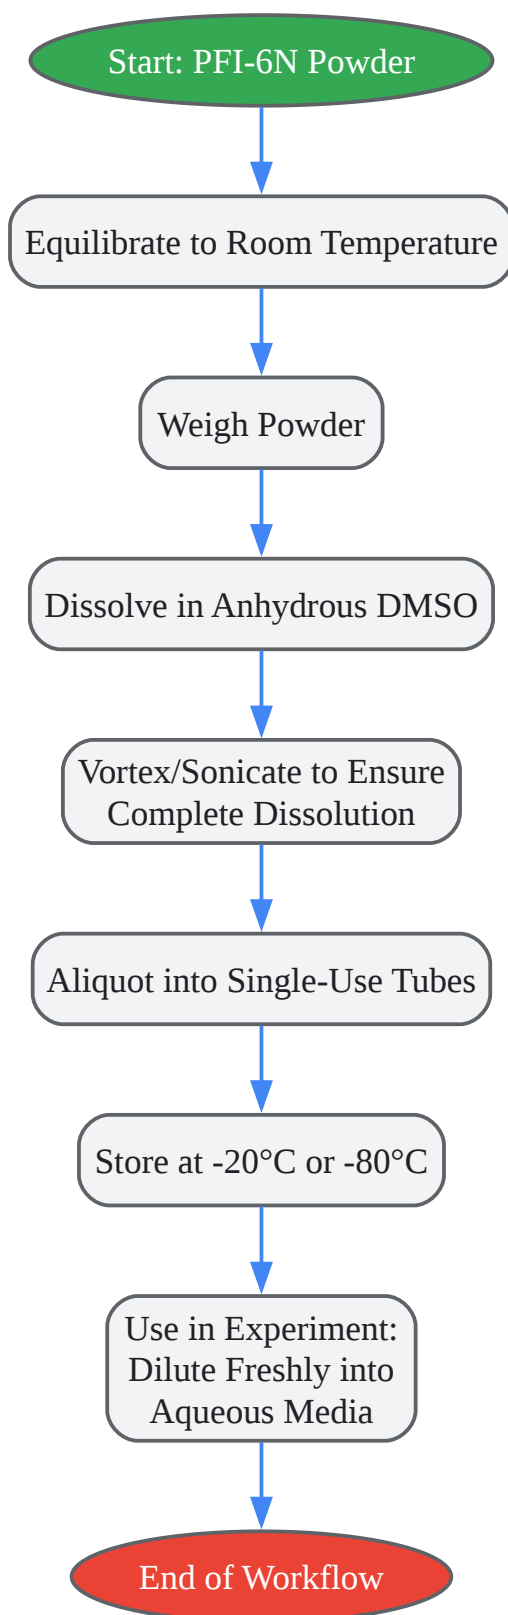 Start: PFI-6N Powder
Equilibrate to Room Temperature
Weigh Powder
Dissolve in Anhydrous DMSO
Vortex/Sonicate to Ensure
Complete Dissolution
Aliquot into Single-Use Tubes
Store at -20°C or -80°C
Use in Experiment:
Dilute Freshly into
Aqueous Media
End of Workflow